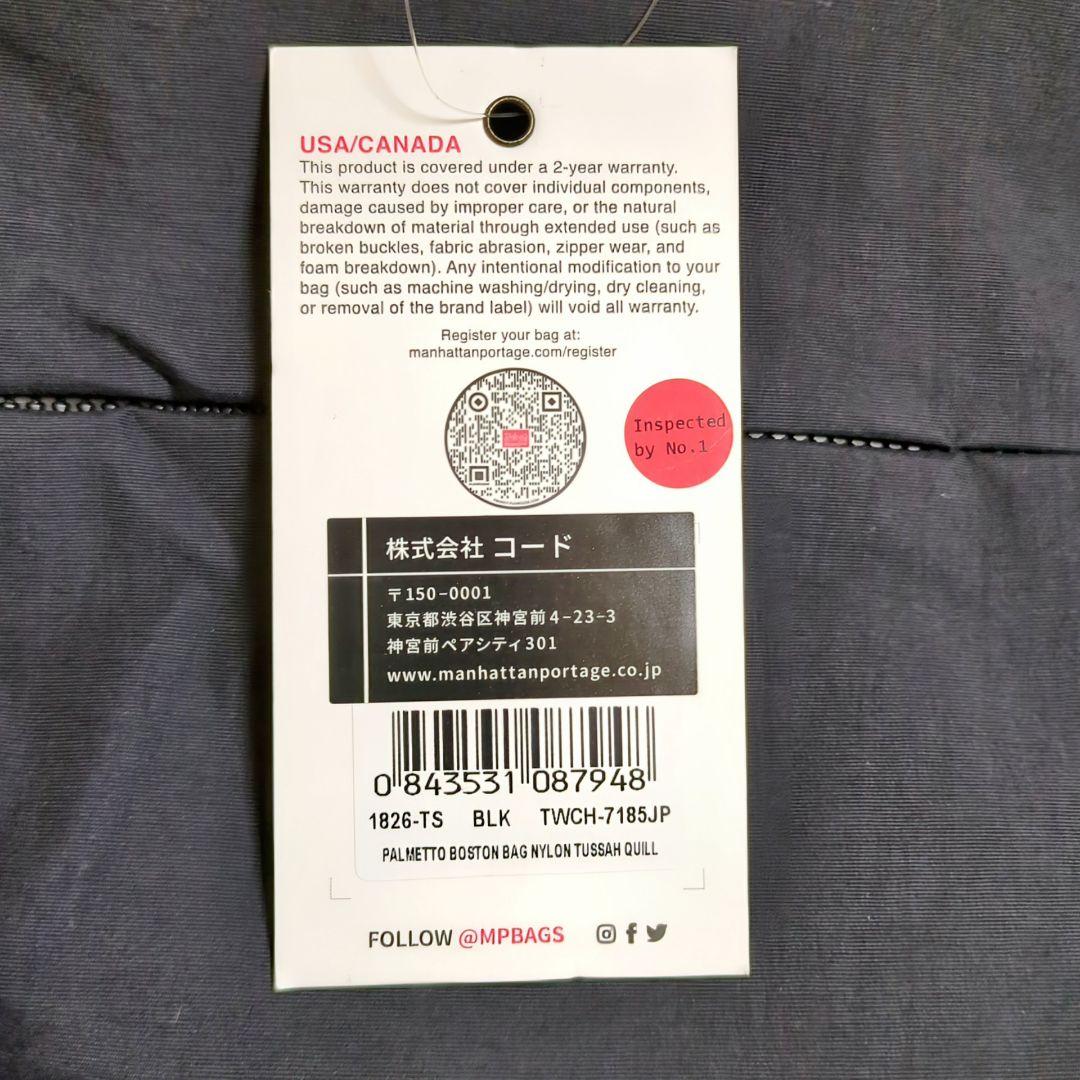 USA/CANADA
This product is covered under a 2-year warranty.
This warranty does not cover individual components,
damage caused by improper care, or the natural
breakdown of material through extended use (such as
broken buckles, fabric abrasion, zipper wear, and
foam breakdown). Any intentional modification to your
bag (such as machine washing/drying, dry cleaning,
or removal of the brand label) will void all warranty.
Register your bag at:
manhattanportage.com/register
Inspected
by No.1
株式会社 コード
〒150-0001
東京都渋谷区神宮前4-23-3
神宮前ペアシティ301
www.manhattanportage.co.jp
0 843531 087948
1826-TS BLK TWCH-7185JP
PALMETTO BOSTON BAG NYLON TUSSAH QUILL
FOLLOW @MPBAGS